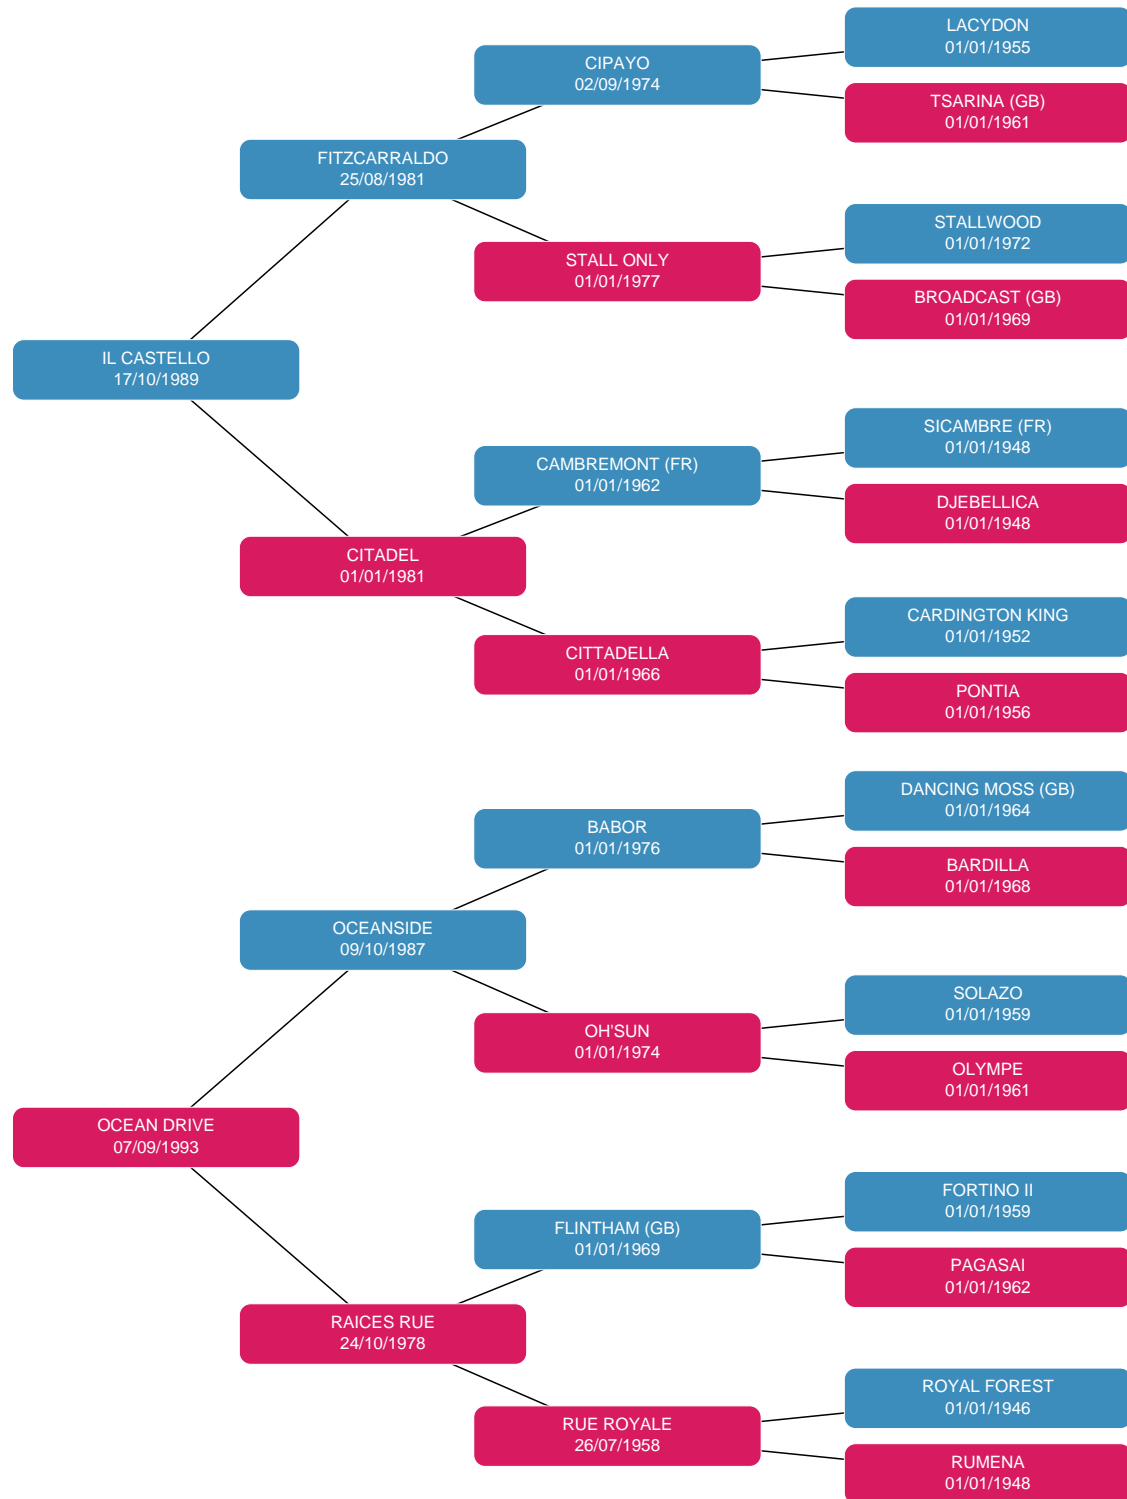 LACYDON
01/01/1955
CIPAYO
02/09/1974
TSARINA (GB)
01/01/1961
FITZCARRALDO
25/08/1981
STALLWOOD
01/01/1972
STALL ONLY
01/01/1977
BROADCAST (GB)
01/01/1969
IL CASTELLO
17/10/1989
SICAMBRE (FR)
01/01/1948
CAMBREMONT (FR)
01/01/1962
DJEBELLICA
01/01/1948
CITADEL
01/01/1981
CARDINGTON KING
01/01/1952
CITTADELLA
01/01/1966
PONTIA
01/01/1956
DANCING MOSS (GB)
01/01/1964
BABOR
01/01/1976
BARDILLA
01/01/1968
OCEANSIDE
09/10/1987
SOLAZO
01/01/1959
OH'SUN
01/01/1974
OLYMPE
01/01/1961
OCEAN DRIVE
07/09/1993
FORTINO II
01/01/1959
FLINTHAM (GB)
01/01/1969
PAGASAI
01/01/1962
RAICES RUE
24/10/1978
ROYAL FOREST
01/01/1946
RUE ROYALE
26/07/1958
RUMENA
01/01/1948